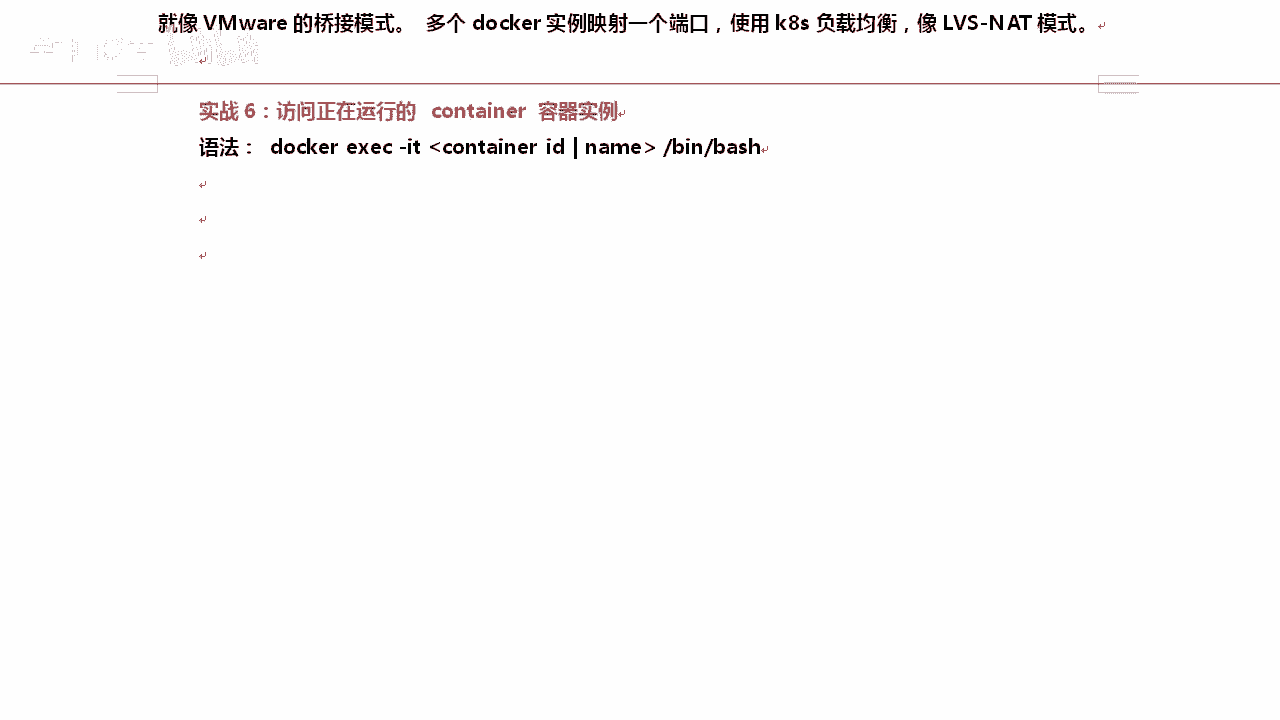 就像 VMware 的桥接模式。 多个 docker 实例映射一个端口，使用 k8s 负载均衡，像 LVS-NAT 模式。
实战 6：访问正在运行的 container 容器实例
语法： docker exec -it <container id | name> /bin/bash